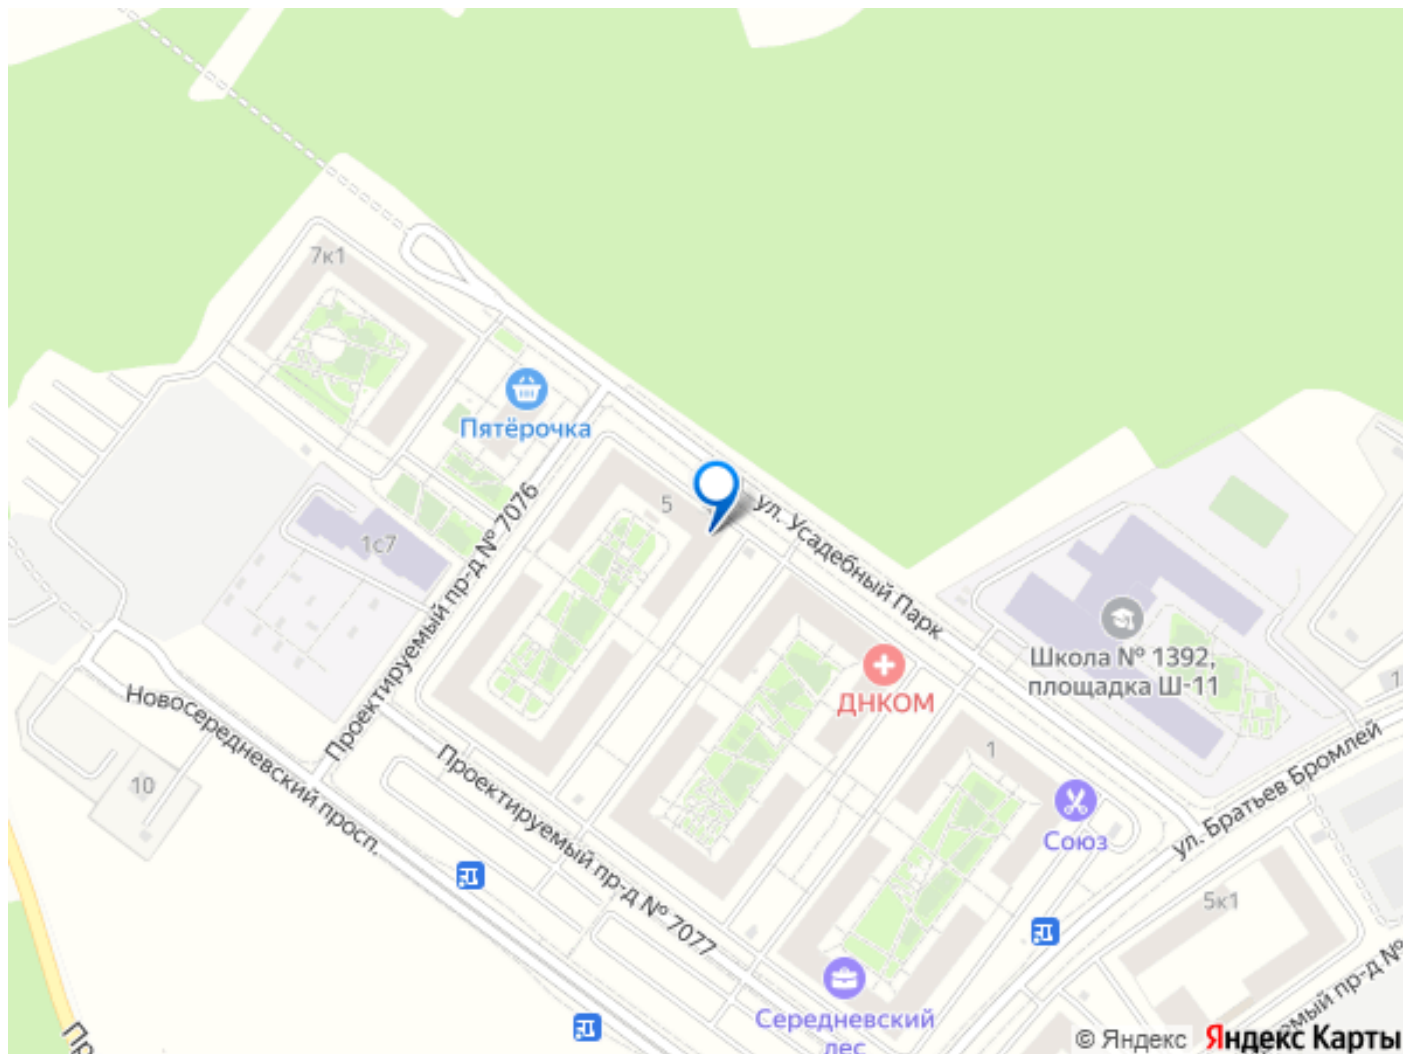 7к1
Пятёрочка
5
ул. Усадебный Парк
Проектируемый пр-д № 7076
1с7
Школа № 1392,
площадка Ш-11
ДНКОМ
Новосередневский просп.
10
Проектируемый пр-д № 7077
1
Союз
ул. Братьев Бромлей
5к1
Середневский
лес
© Яндекс Яндекс Карты